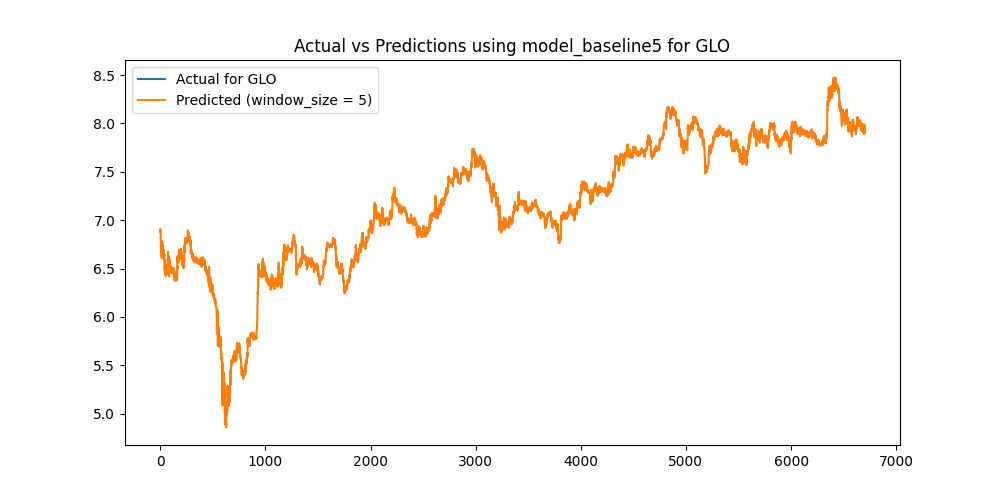 Actual vs Predictions using model_baseline5 for GLO
Actual for GLO
Predicted (window_size = 5)
8.5
8.0
7.5
7.0
6.5
6.0
5.5
5.0
0 1000 2000 3000 4000 5000 6000 7000